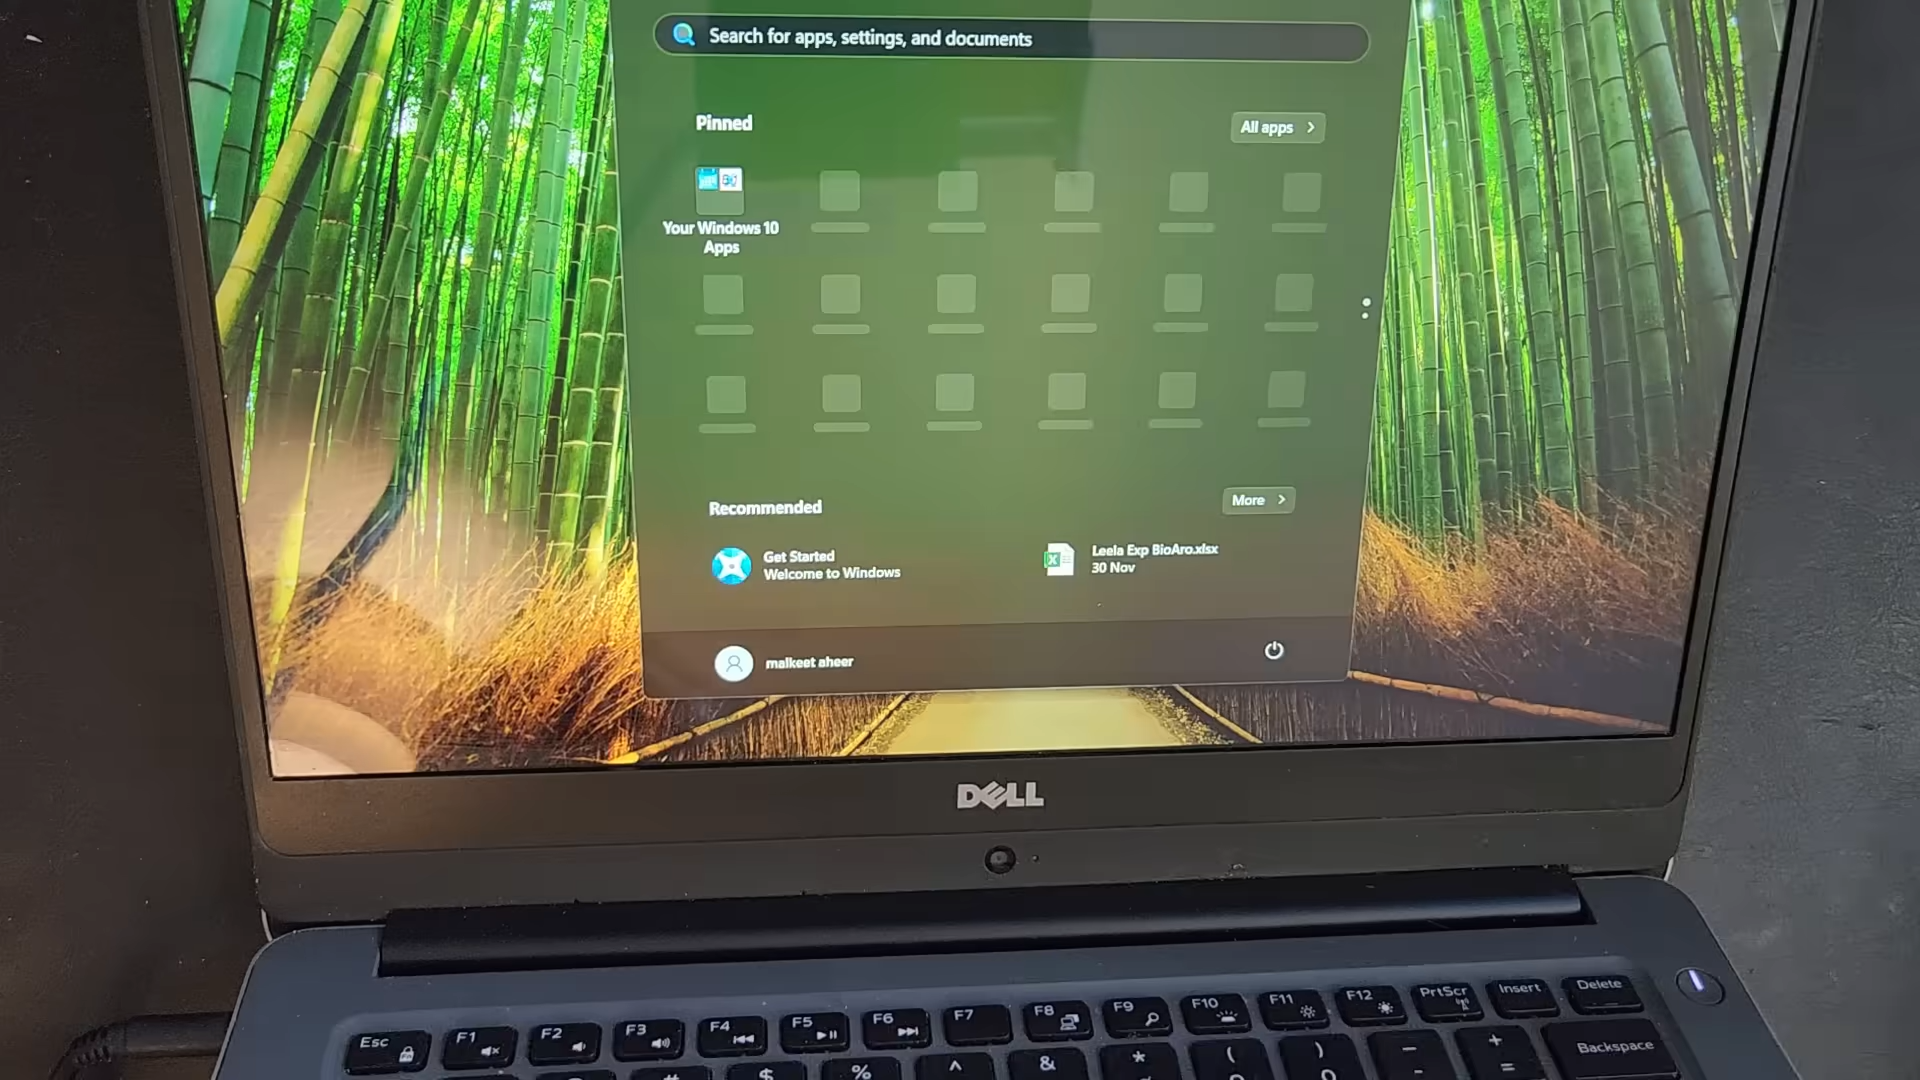 Search for apps, settings, and documents
Pinned
All apps >
Your Windows 10
Apps
Recommended
More >
Get Started
Welcome to Windows
Leela Exp BioAro.xlsx
30 Nov
malkeet aheer
DELL
Esc F1 F2 F3 F4 F5 F6 F7 F8 F9 F10 F11 F12 PrtScr Insert Delete
# $ % ^ & * ( ) – + Backspace
- =